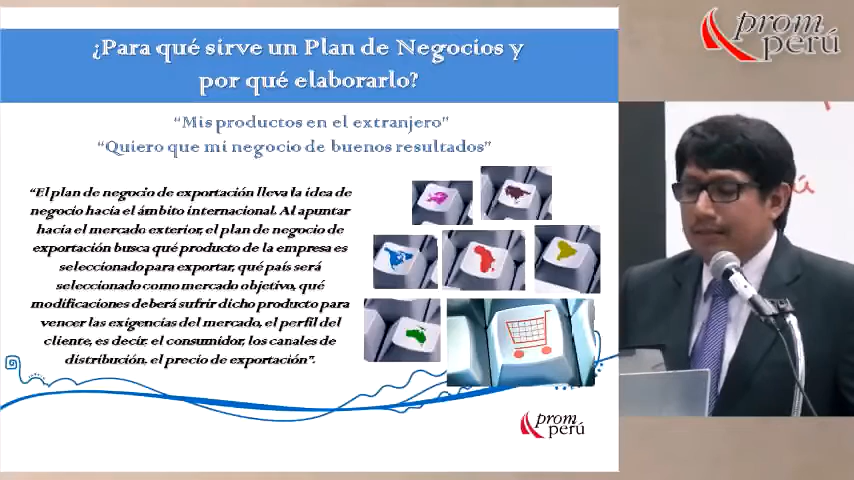 ¿Para qué sirve un Plan de Negocios y
por qué elaborarlo?
“Mis productos en el extranjero”
“Quiero que mi negocio de buenos resultados”
“El plan de negocio de exportación lleva la idea de
negocio hacia el ámbito internacional. Al apuntar
hacia el mercado exterior, el plan de negocio de
exportación busca qué producto de la empresa es
seleccionado para exportar, qué país será
seleccionado como mercado objetivo, qué
modificaciones deberá sufrir dicho producto para
vencer las exigencias del mercado, el perfil del
cliente, es decir. el consumidor, los canales de
distribución, el precio de exportación”.
prom
perú
prom
perú
ú